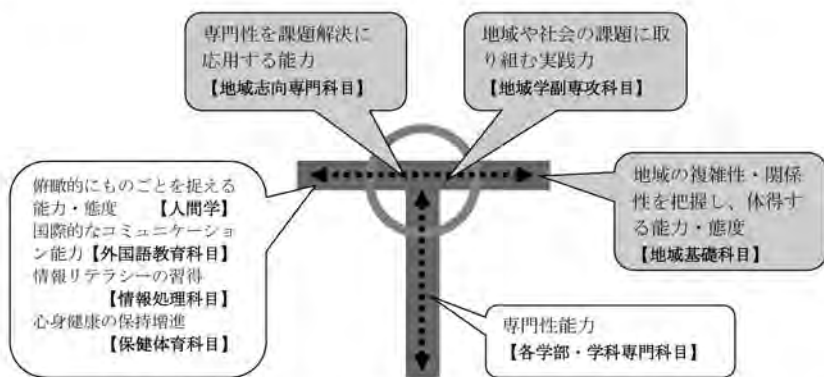 専門性を課題解決に
応用する能力
【地域志向専門科目】
地域や社会の課題に取
り組む実践力
【地域学副専攻科目】
俯瞰的にものごとを捉える
能力・態度 【人間学】
国際的なコミュニケーショ
ン能力【外国語教育科目】
情報リテラシーの習得
【情報処理科目】
心身健康の保持増進
【保健体育科目】
地域の複雑性・関係
性を把握し、体得す
る能力・態度
【地域基礎科目】
専門性能力
【各学部・学科専門科目】